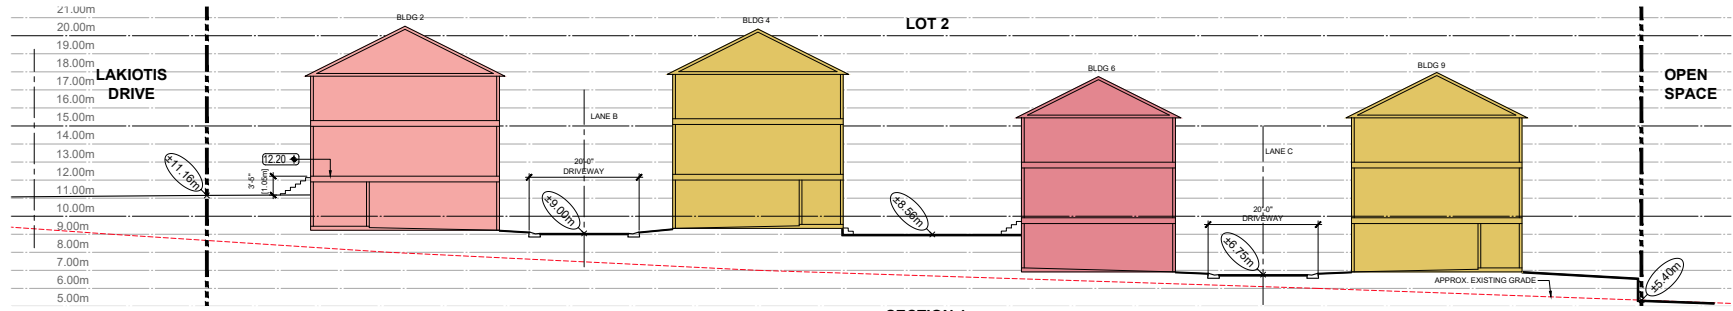 21.00m
20.00m
19.00m
18.00m
17.00m
16.00m
15.00m
14.00m
13.00m
12.00m
11.00m
10.00m
9.00m
8.00m
7.00m
6.00m
5.00m
LAKIOTIS
DRIVE
±11.16m
12.20
3'-5"
[1.05m]
BLDG 2
LANE B
20'-0"
DRIVEWAY
±9.00m
BLDG 4
LOT 2
±8.56m
BLDG 6
LANE C
20'-0"
DRIVEWAY
±6.75m
BLDG 9
APPROX. EXISTING GRADE
OPEN
SPACE
±5.40m